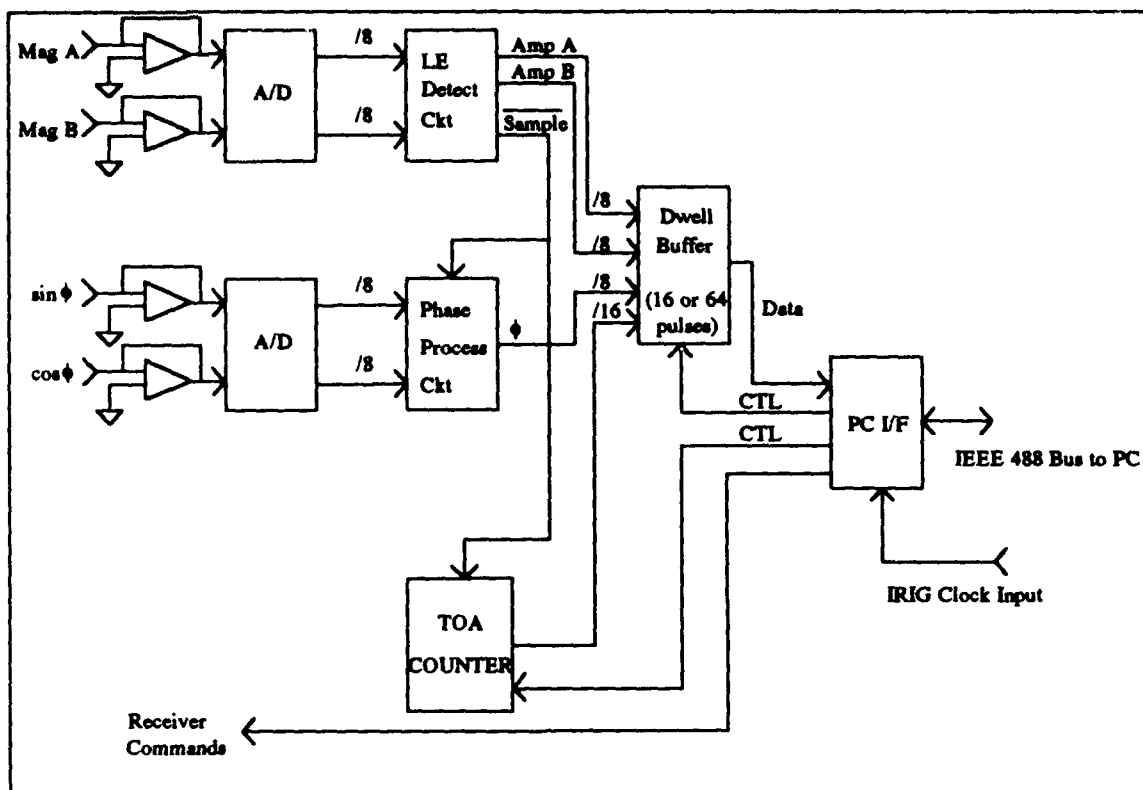 Mag A
Mag B
A/D
/8
/8
LE
Detect
Ckt
Amp A
Amp B
Sample
/8
/8
/8
/16
Dwell
Buffer
(16 or 64
pulses)
sin ϕ
cos ϕ
A/D
/8
/8
Phase
Process
Ckt
ϕ
Data
CTL
CTL
PC I/F
IEEE 488 Bus to PC
IRIG Clock Input
TOA
COUNTER
Receiver
Commands